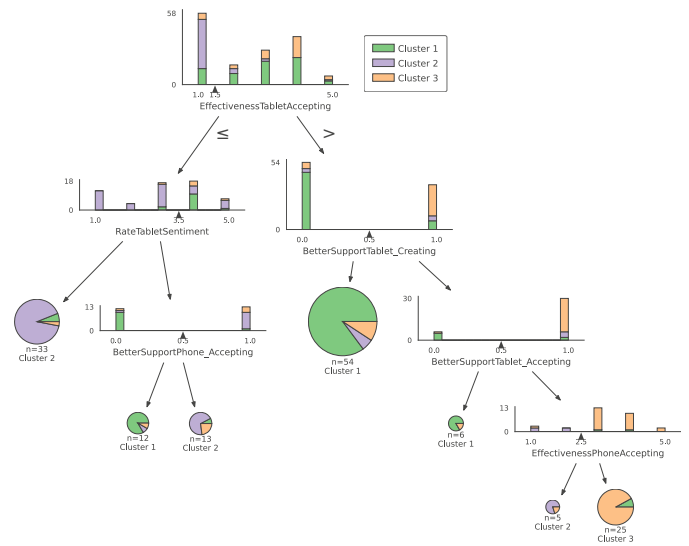 58
0
1.0 1.5 5.0
EffectivenessTabletAccepting
Cluster 1
Cluster 2
Cluster 3
≤
>
18
0
1.0 3.5 5.0
RateTabletSentiment
54
0
0.0 0.5 1.0
BetterSupportTablet_Creating
n=33
Cluster 2
13
0
0.0 0.5 1.0
BetterSupportPhone_Accepting
n=54
Cluster 1
30
0
0.0 0.5 1.0
BetterSupportTablet_Accepting
n=12
Cluster 1
n=13
Cluster 2
n=6
Cluster 1
13
0
1.0 2.5 5.0
EffectivenessPhoneAccepting
n=5
Cluster 2
n=25
Cluster 3